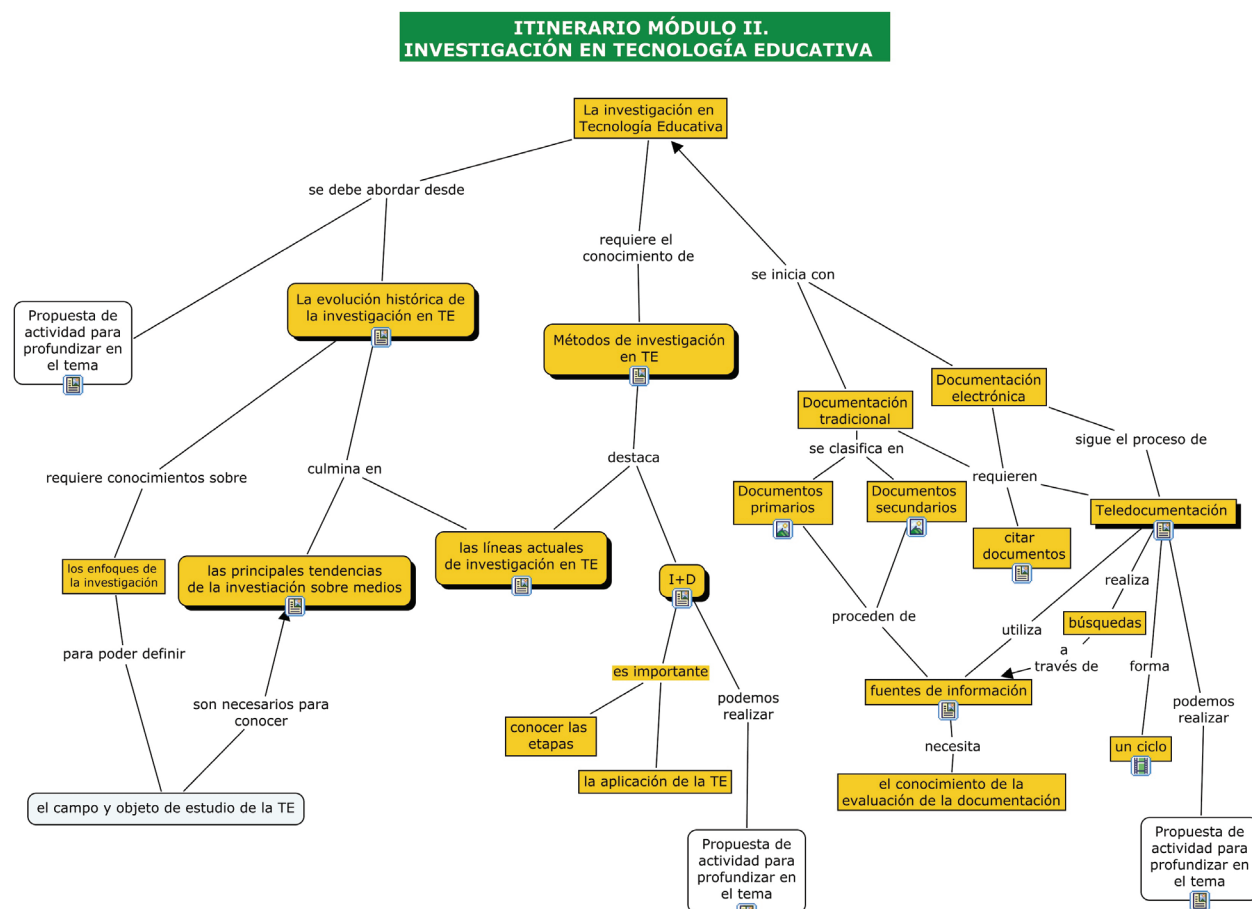 ITINERARIO MÓDULO II.
INVESTIGACIÓN EN TECNOLOGÍA EDUCATIVA
La investigación en
Tecnología Educativa
se debe abordar desde
requiere el
conocimiento de
se inicia con
Propuesta de
actividad para
profundizar en
el tema
La evolución histórica de
la investigación en TE
Métodos de investigación
en TE
Documentación
tradicional
Documentación
electrónica
se clasifica en
sigue el proceso de
requiere conocimientos sobre
culmina en
destaca
requieren
Documentos
primarios
Documentos
secundarios
Teledocumentación
citar
documentos
los enfoques de
la investigación
las principales tendencias
de la investiación sobre medios
las líneas actuales
de investigación en TE
I+D
realiza
búsquedas
proceden de
utiliza
a
través de
forma
para poder definir
son necesarios para
conocer
es importante
podemos
realizar
fuentes de información
podemos
realizar
conocer las
etapas
necesita
un ciclo
la aplicación de la TE
el conocimiento de la
evaluación de la documentación
el campo y objeto de estudio de la TE
Propuesta de
actividad para
profundizar en
el tema
Propuesta de
actividad para
profundizar en
el tema